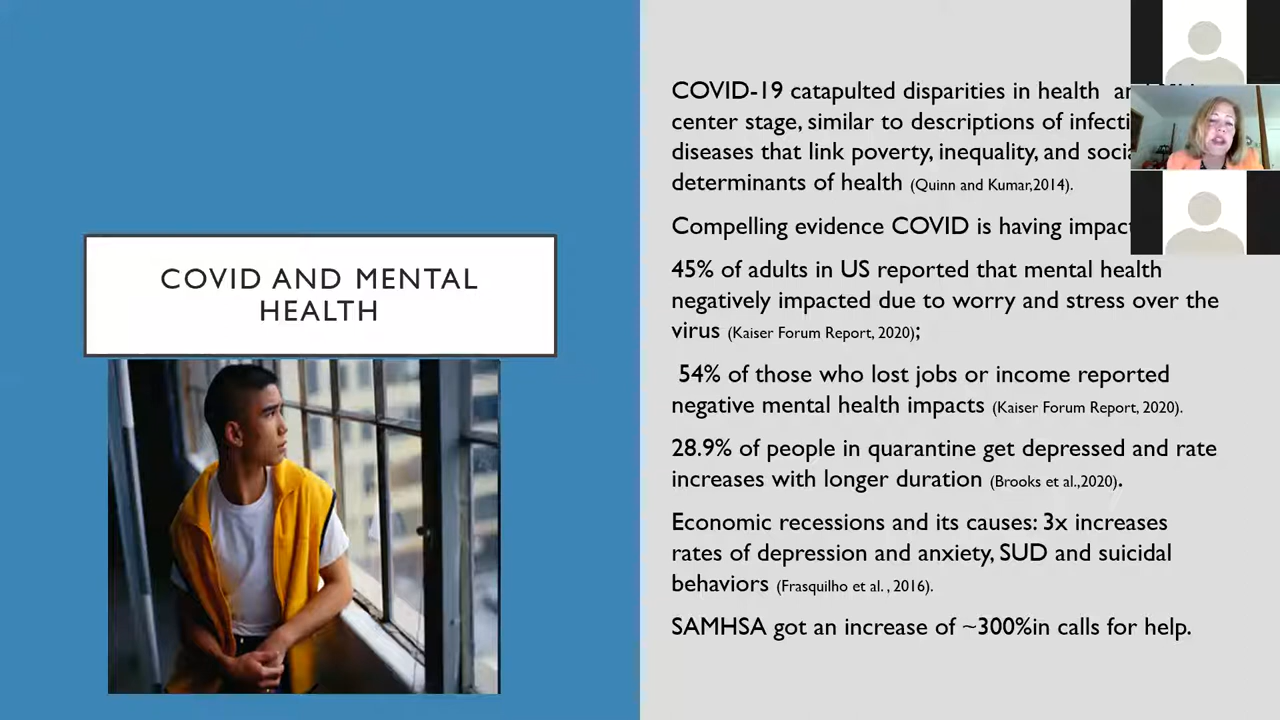 COVID AND MENTAL
HEALTH
COVID-19 catapulted disparities in health
center stage, similar to descriptions of
diseases that link poverty, inequality, and
determinants of health (Quinn and Kumar,2014).
Compelling evidence COVID is having
45% of adults in US reported that mental health
negatively impacted due to worry and stress over the
virus (Kaiser Forum Report, 2020);
54% of those who lost jobs or income reported
negative mental health impacts (Kaiser Forum Report, 2020).
28.9% of people in quarantine get depressed and rate
increases with longer duration (Brooks et al.,2020).
Economic recessions and its causes: 3x increases
rates of depression and anxiety, SUD and suicidal
behaviors (Frasquilho et al. , 2016).
SAMHSA got an increase of ~300%in calls for help.